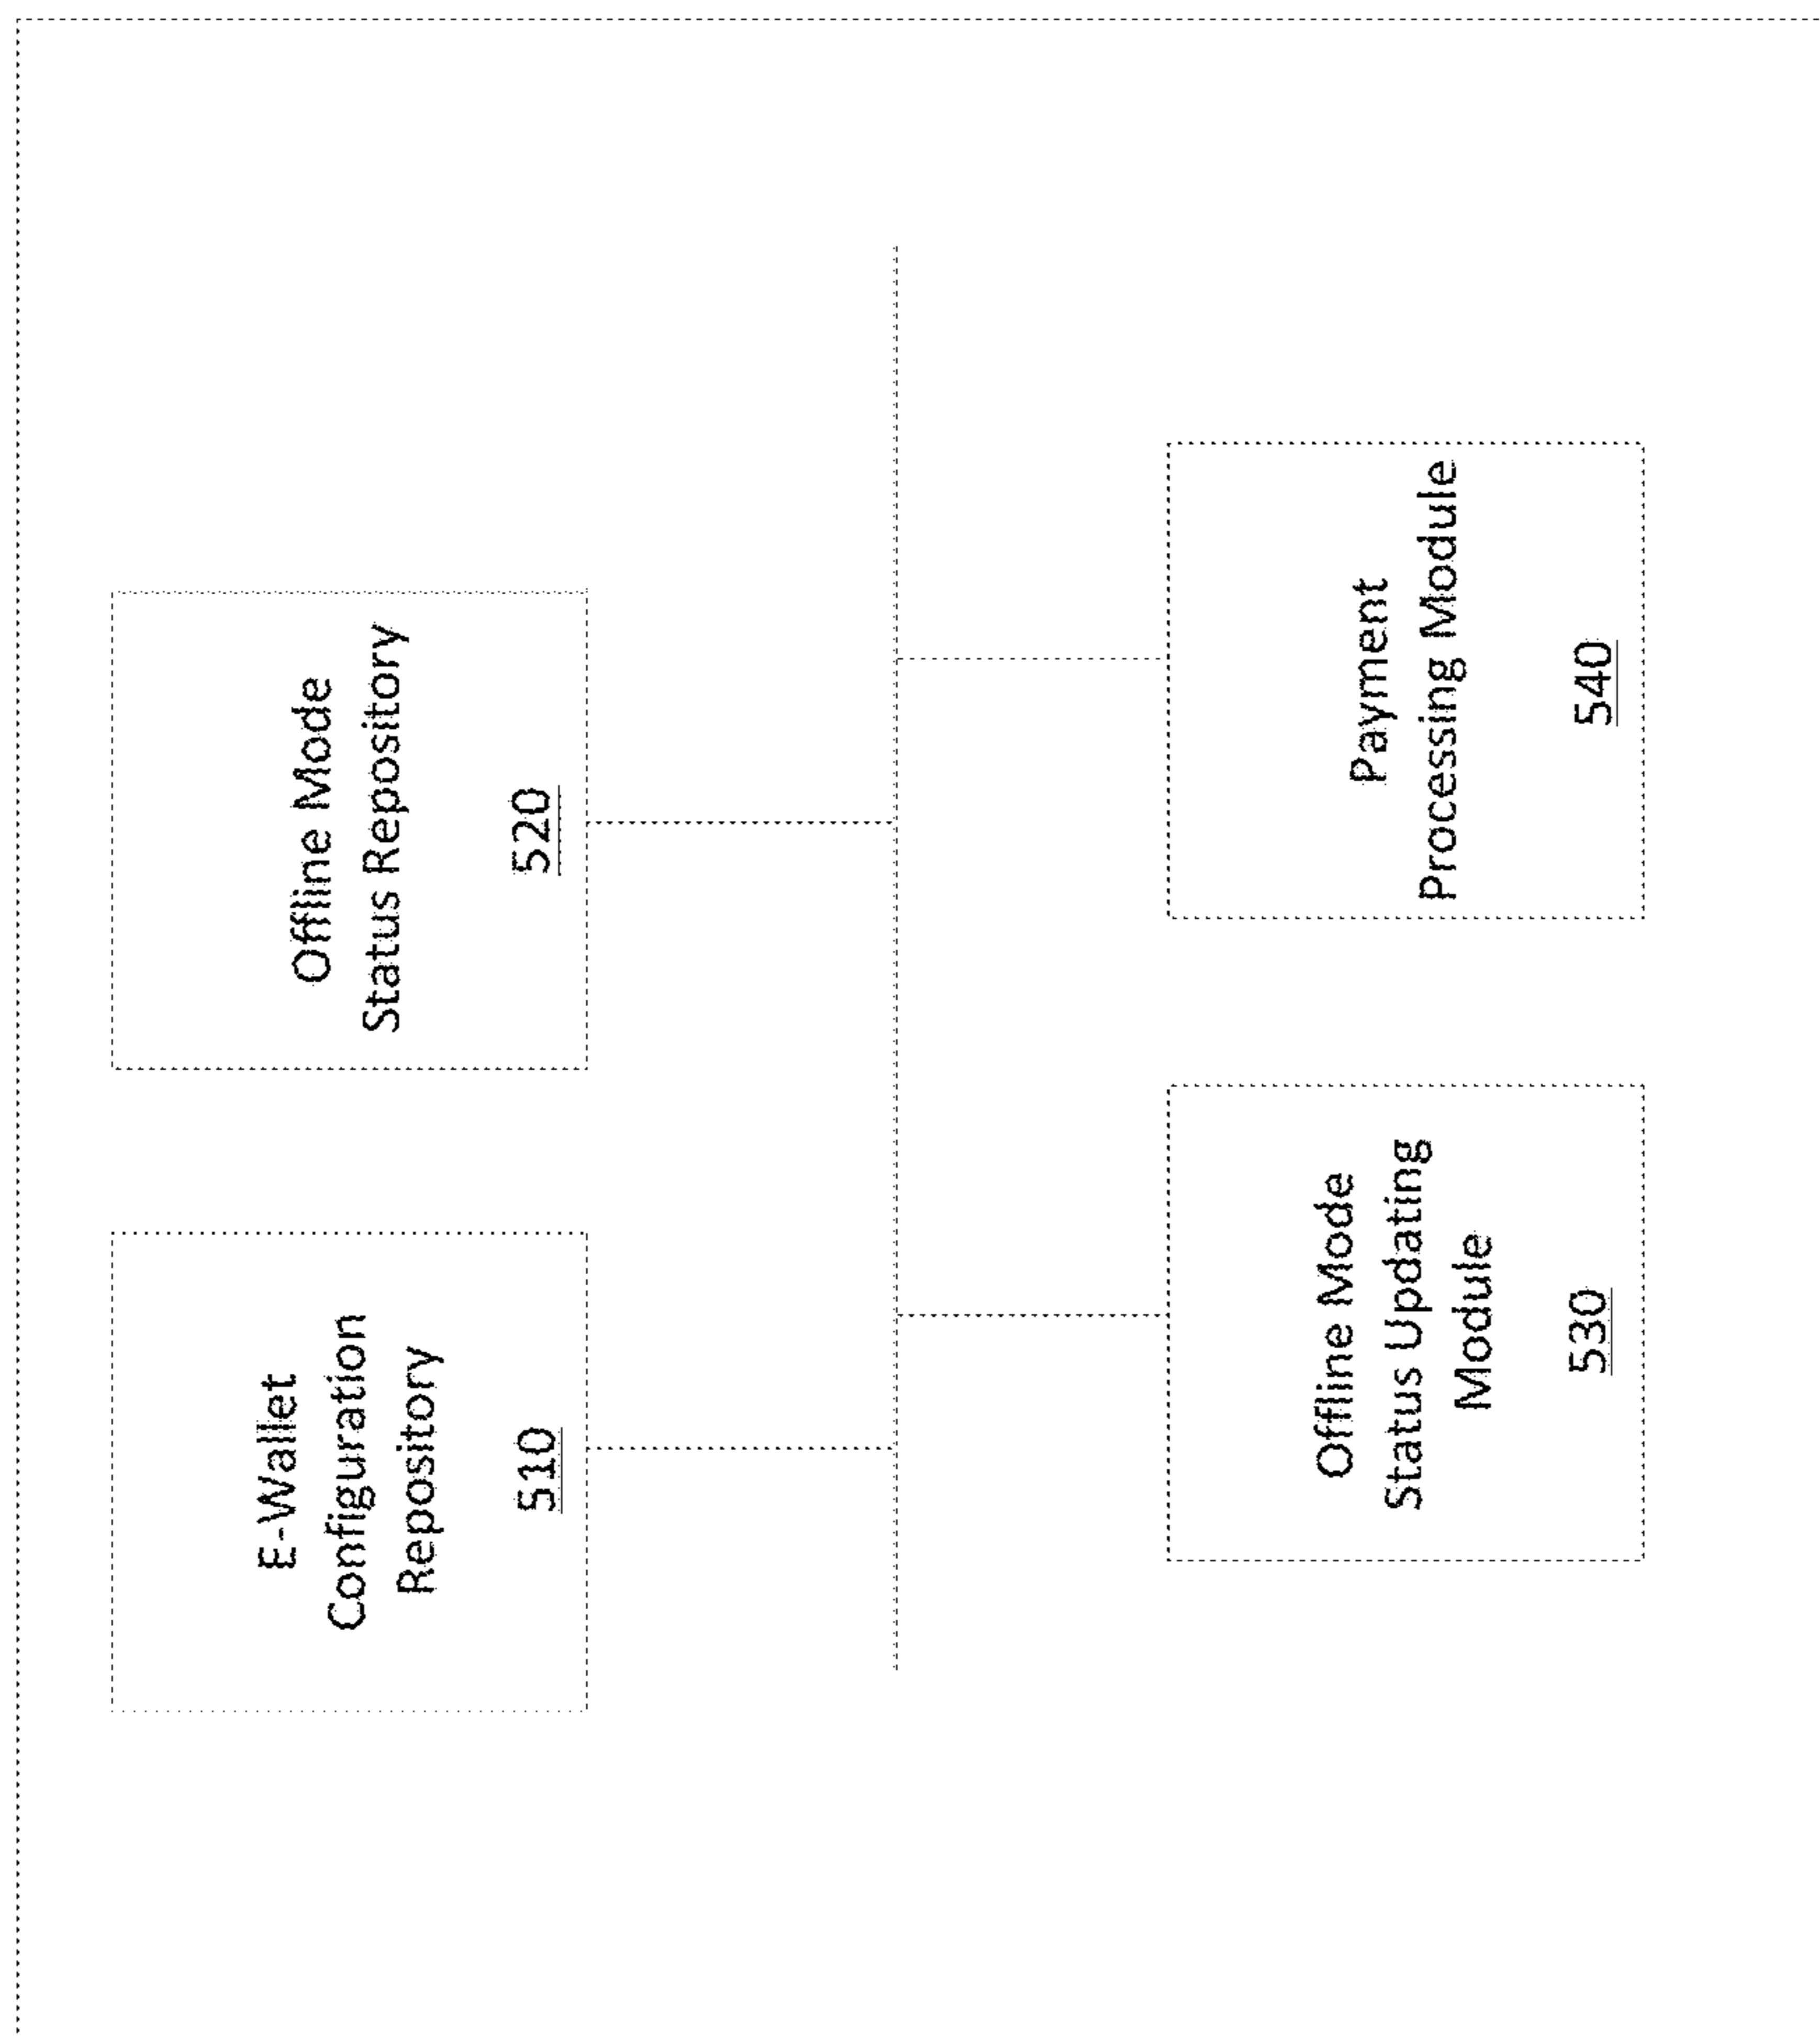 E-Wallet
Configuration
Repository
510
Offline Mode
Status Repository
520
Offline Mode
Status Updating
Module
530
Payment
Processing Module
540